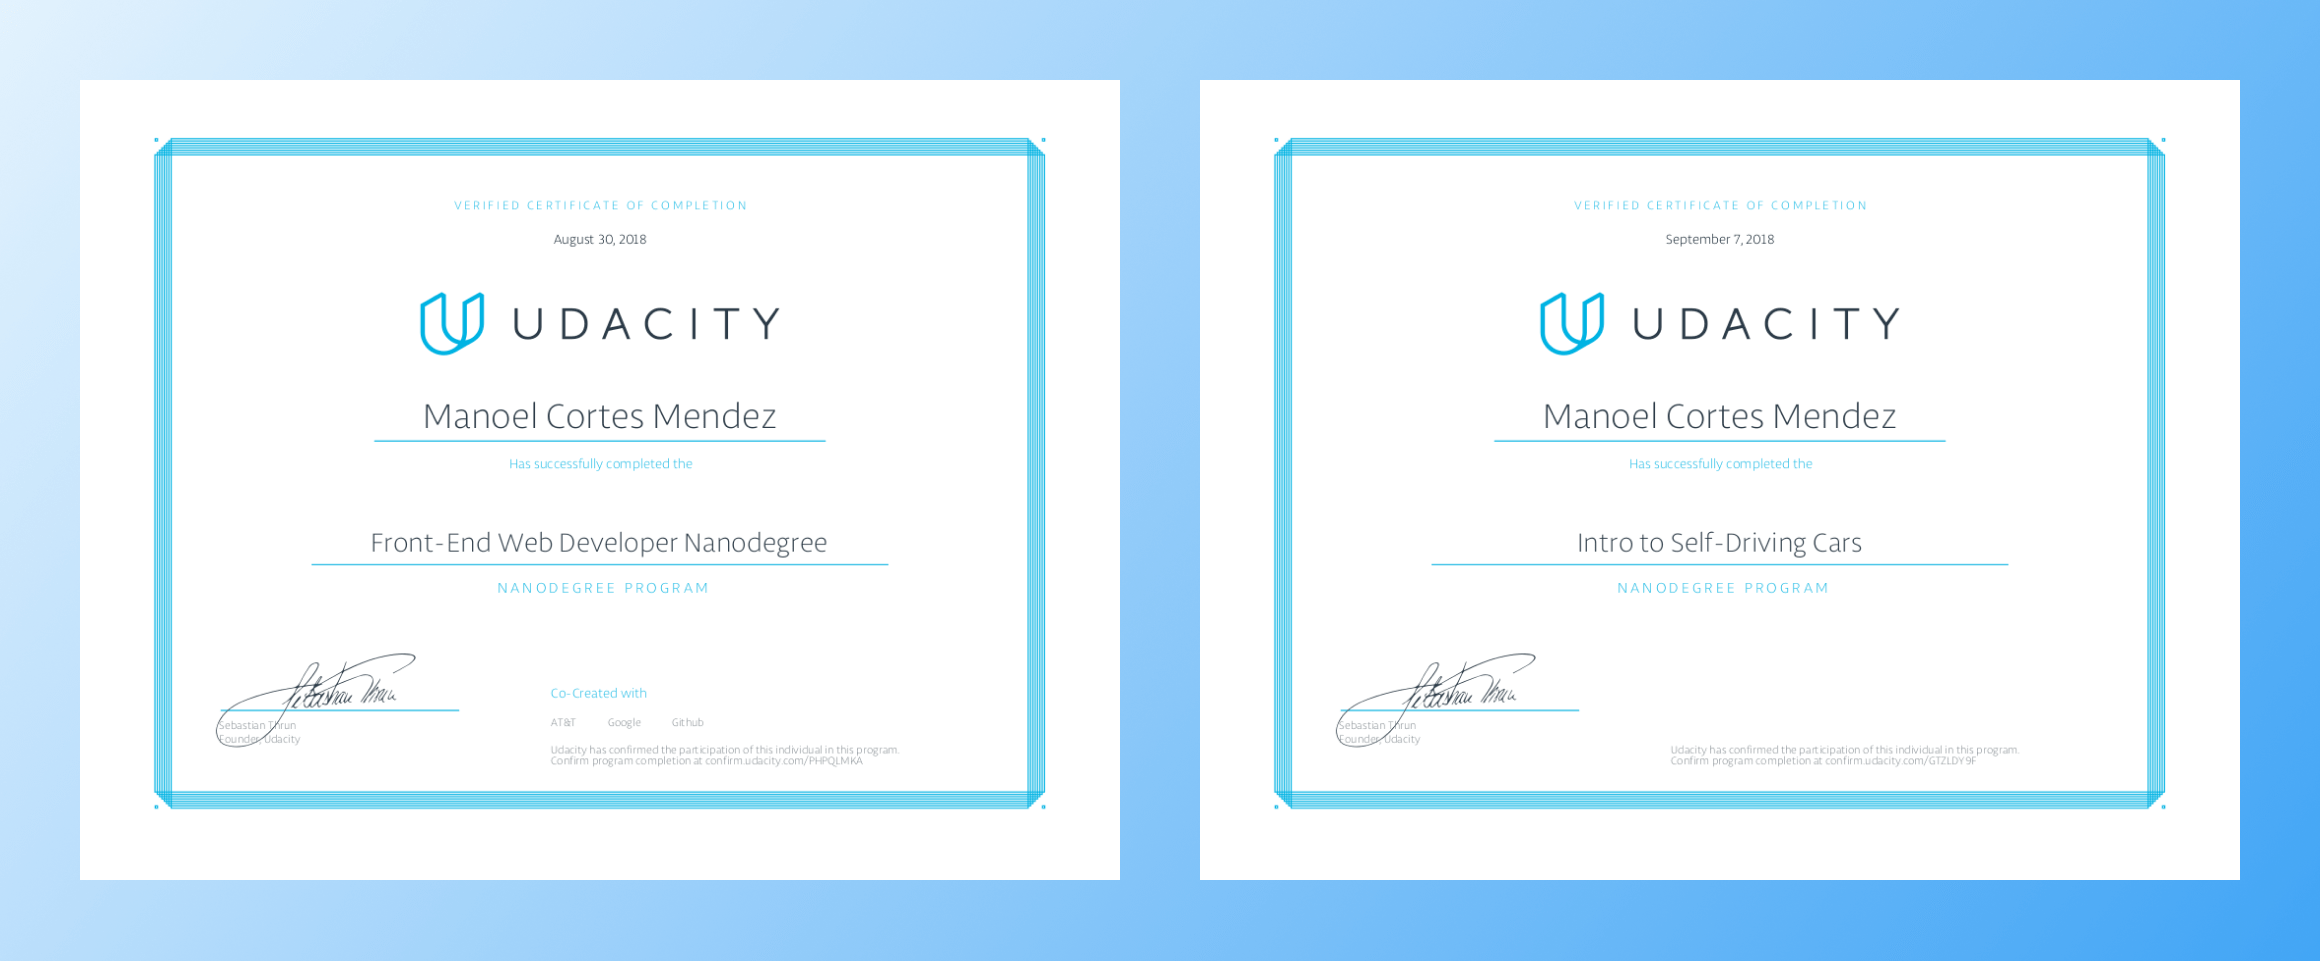 VERIFIED CERTIFICATE OF COMPLETION
August 30, 2018
UDACITY
Manoel Cortes Mendez
Has successfully completed the
Front-End Web Developer Nanodegree
NANODEGREE PROGRAM
Sebastian Thrun
Sebastian Thrun
Founder, Udacity
Co-Created with
AT&T Google Github
Udacity has confirmed the participation of this individual in this program.
Confirm program completion at confirm.udacity.com/PHPQLMKA
VERIFIED CERTIFICATE OF COMPLETION
September 7, 2018
UDACITY
Manoel Cortes Mendez
Has successfully completed the
Intro to Self-Driving Cars
NANODEGREE PROGRAM
Sebastian Thrun
Sebastian Thrun
Founder, Udacity
Udacity has confirmed the participation of this individual in this program.
Confirm program completion at confirm.udacity.com/GTZLDY9F